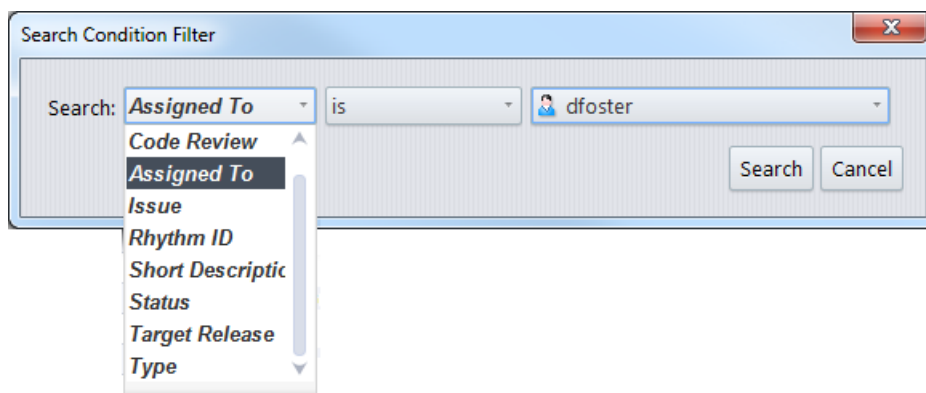 Search Condition Filter
Search: Assigned To is dfoster
Code Review
Assigned To
Search Cancel
Issue
Rhythm ID
Short Descriptic
Status
Target Release
Type